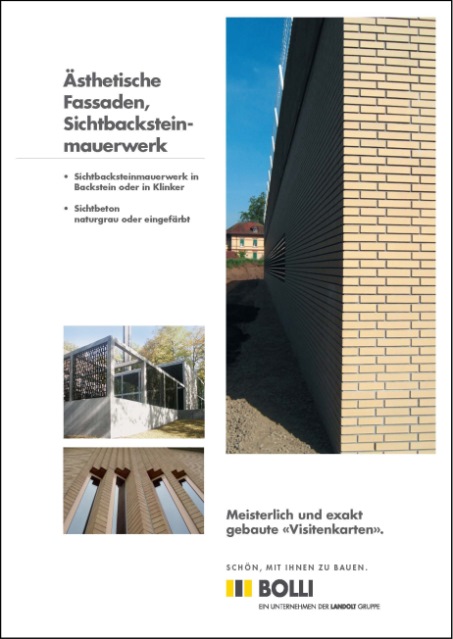 Ästhetische
Fassaden,
Sichtbackstein-
mauerwerk
• Sichtbacksteinmauerwerk in
Backstein oder in Klinker
• Sichtbeton
naturgrau oder eingefärbt
Meisterlich und exakt
gebaute «Visitenkarten».
SCHÖN, MIT IHNEN ZU BAUEN.
BOLLI
EIN UNTERNEHMEN DER LANDOLT GRUPPE